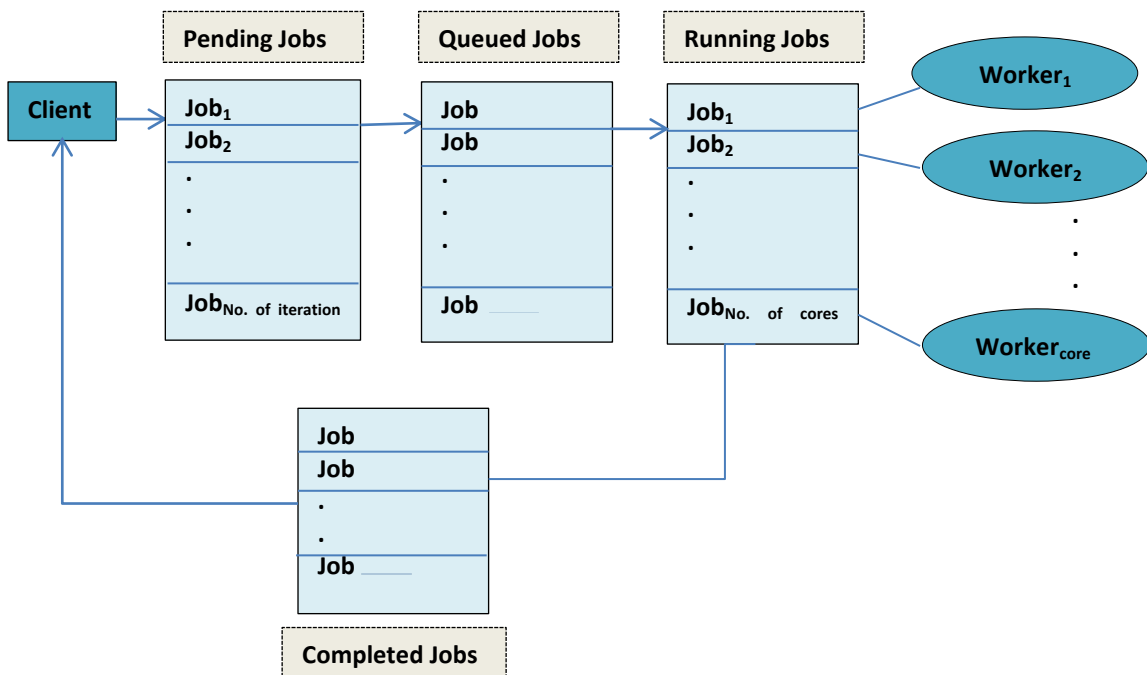 Pending Jobs
Queued Jobs
Running Jobs
Client
Job1
Job2
.
.
.
JobNo. of iteration
Job
Job
.
.
.
Job
Job1
Job2
.
.
.
JobNo. of cores
Worker1
Worker2
.
.
.
Workercore
Job
Job
.
.
Job
Completed Jobs